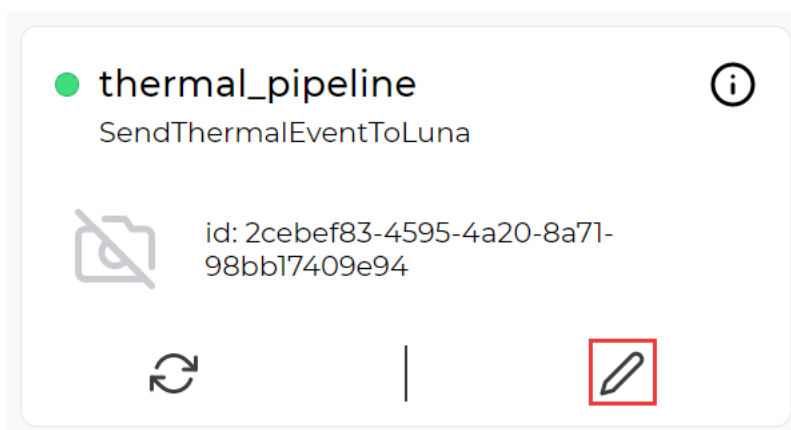 thermal_pipeline
SendThermalEventToLuna
id: 2cebef83-4595-4a20-8a71-
98bb17409e94